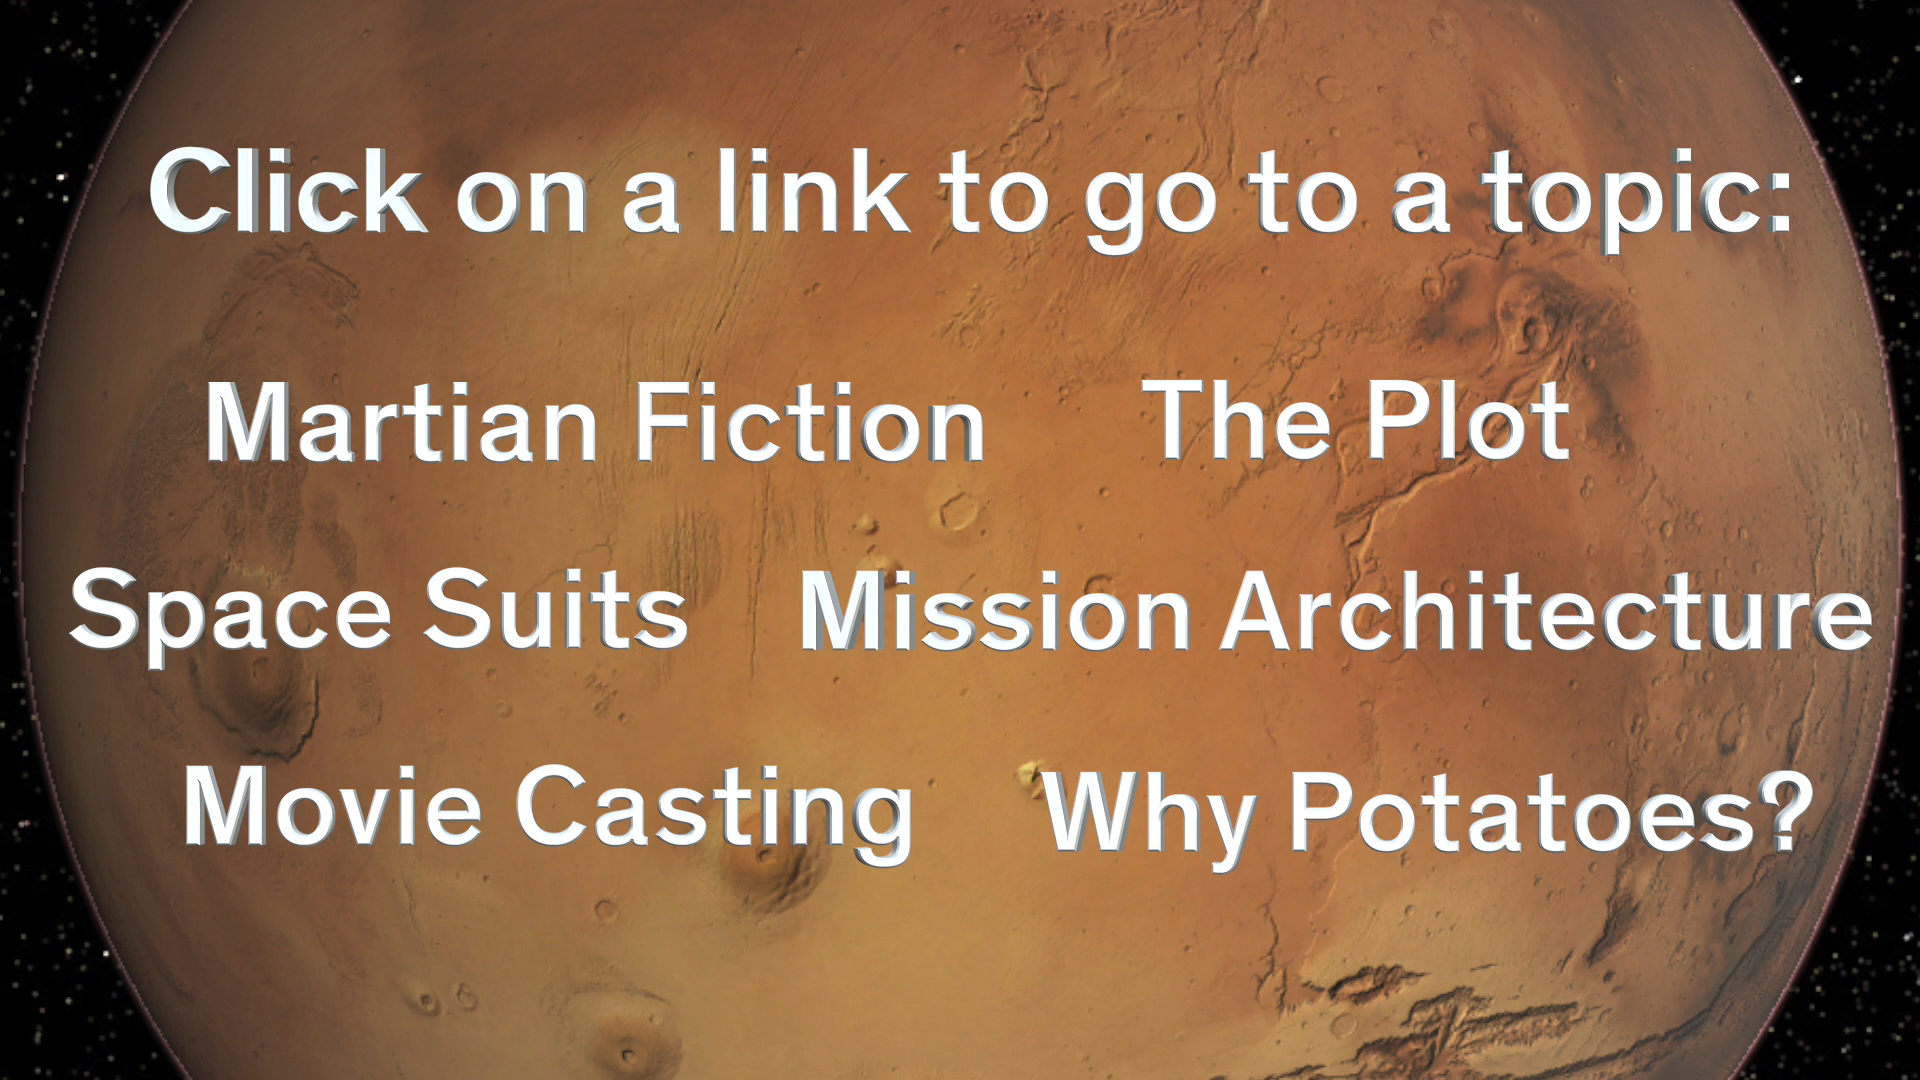 Click on a link to go to a topic:
Martian Fiction The Plot
Space Suits Mission Architecture
Movie Casting Why Potatoes?